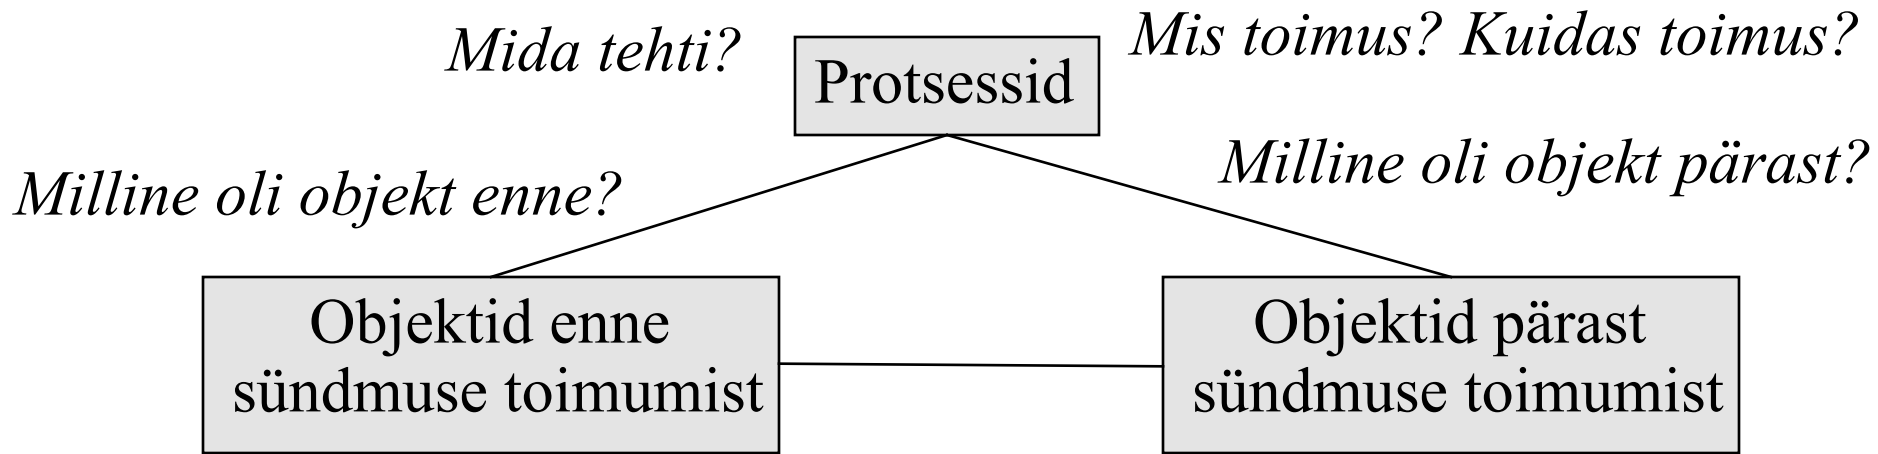 Mida tehti?
Protsessid
Mis toimus? Kuidas toimus?
Milline oli objekt enne?
Milline oli objekt pärast?
Objektid enne
sündmuse toimumist
Objektid pärast
sündmuse toimumist